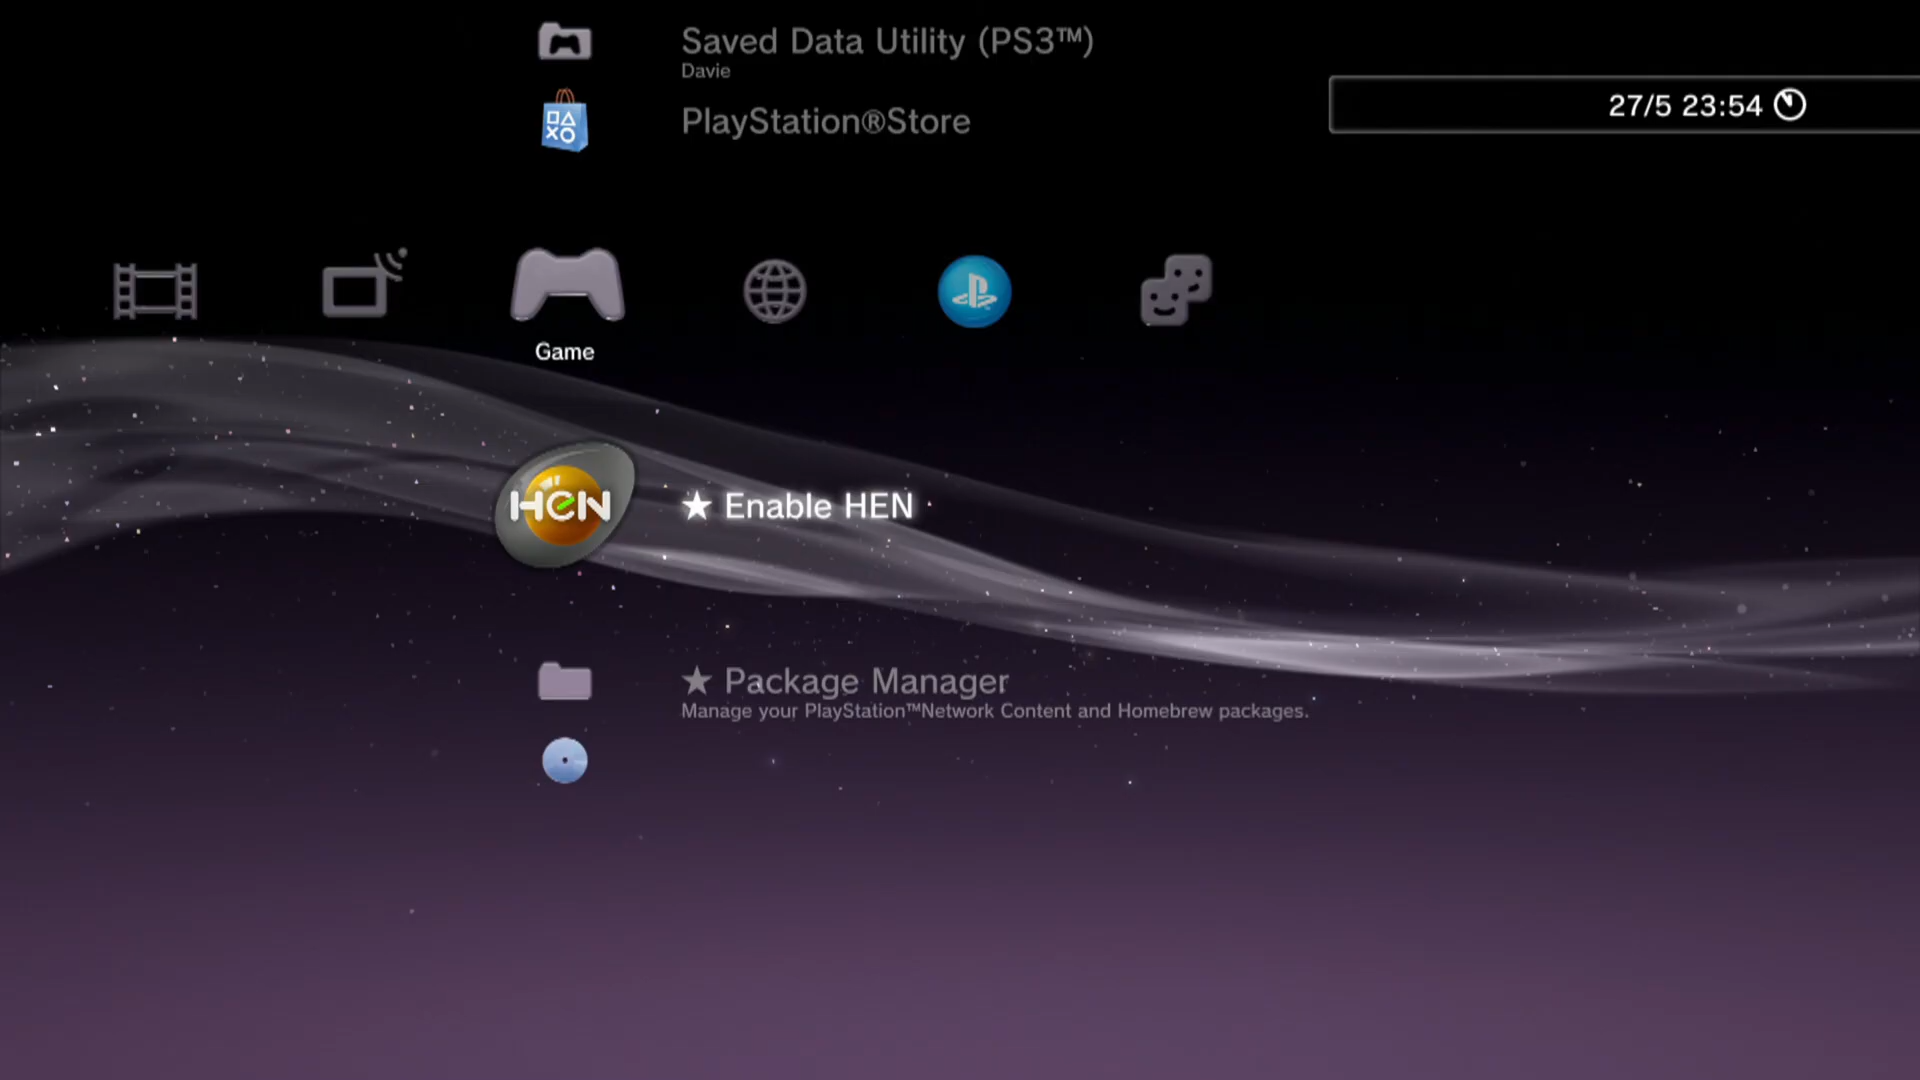 Saved Data Utility (PS3™)
Davie
PlayStation®Store
27/5 23:54
Game
HEN
★ Enable HEN
★ Package Manager
Manage your PlayStation™Network Content and Homebrew packages.